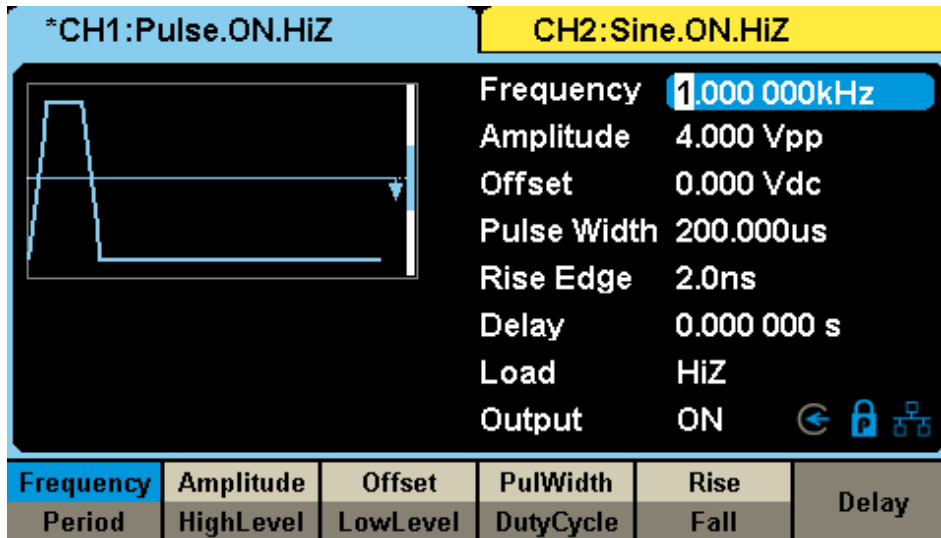 *CH1:Pulse.ON.HiZ CH2:Sine.ON.HiZ
Frequency 1.000 000kHz
Amplitude 4.000 Vpp
Offset 0.000 Vdc
Pulse Width 200.000us
Rise Edge 2.0ns
Delay 0.000 000 s
Load HiZ
Output ON
P
Frequency Amplitude Offset PulWidth Rise Delay
Period HighLevel LowLevel DutyCycle Fall